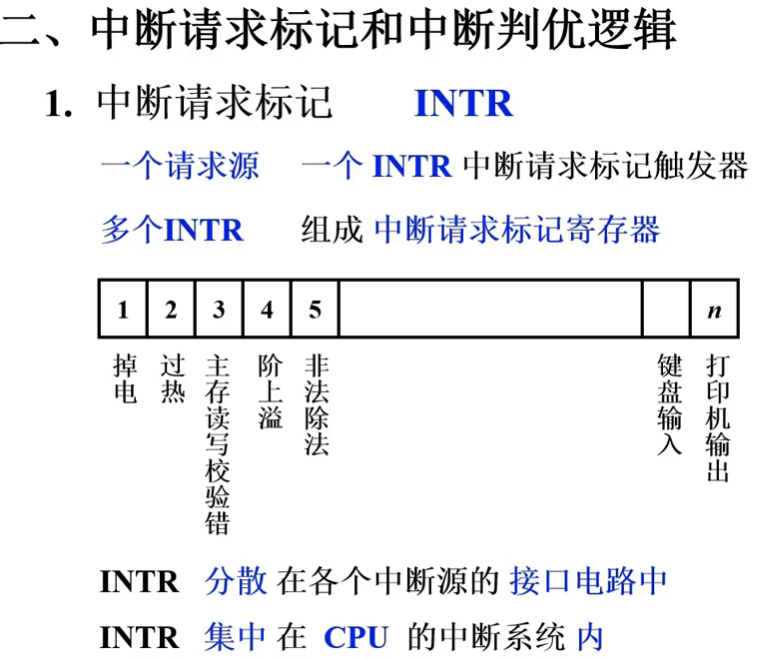 二、中断请求标记和中断判优逻辑
1. 中断请求标记 INTR
一个请求源 一个 INTR 中断请求标记触发器
多个INTR 组成 中断请求标记寄存器
1 2 3 4 5 n
掉电
过热
主存读写校验错
阶上溢
非法除法
键盘输入
打印机输出
INTR 分散 在各个中断源的 接口电路中
INTR 集中 在 CPU 的中断系统 内